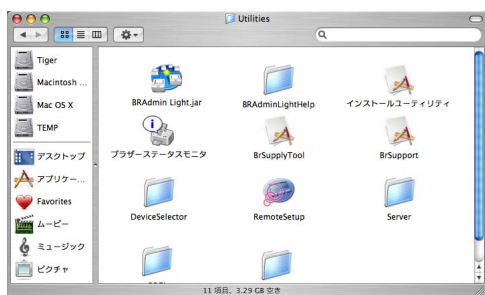 Utilities
Tiger
Macintosh ...
Mac OS X
TEMP
デスクトップ
アプリケー...
Favorites
ムービー
ミュージック
ピクチャ
BRAdmin Light.jar
BRAdminLightHelp
インストールユーティリティ
ブラザーステータスモニタ
BrSupplyTool
BrSupport
DeviceSelector
RemoteSetup
Server
11 項目、3.29 GB 空き